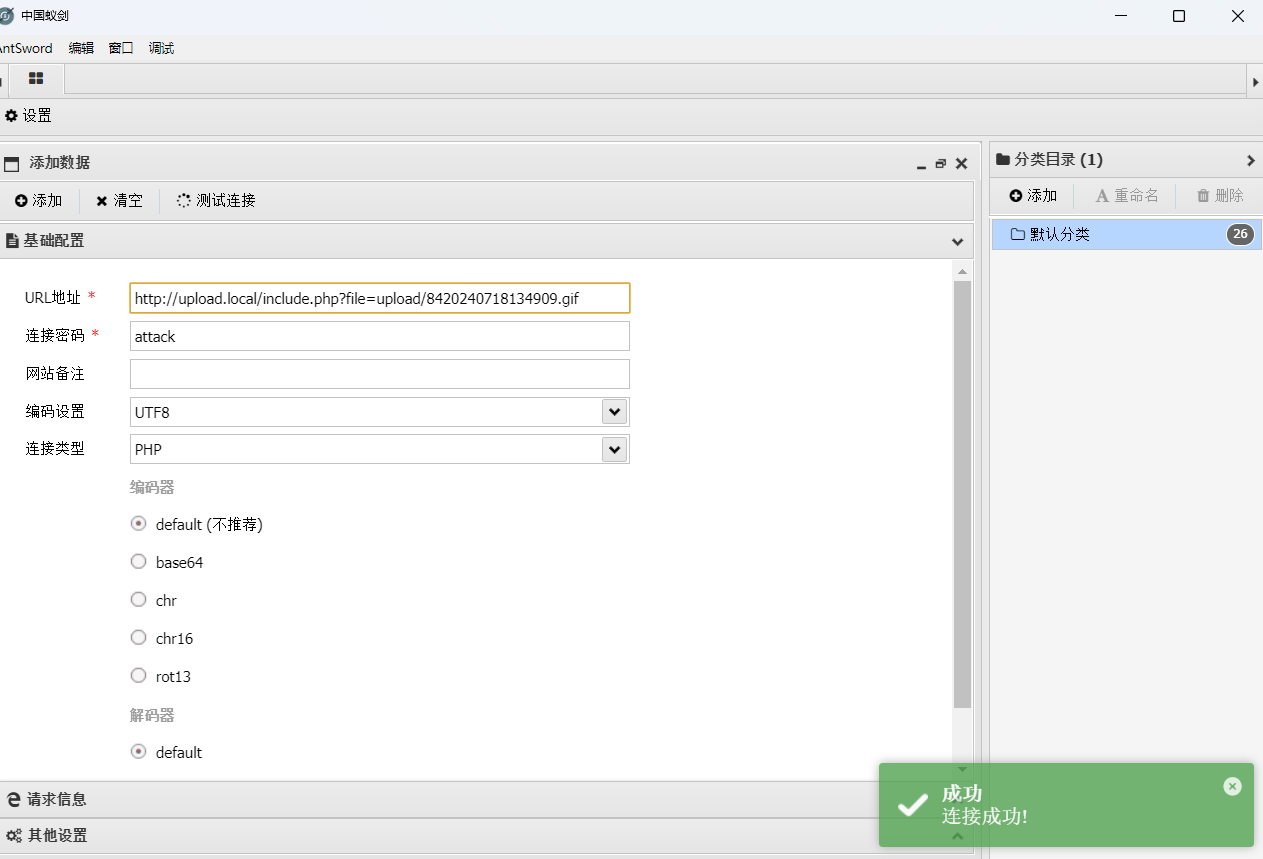 中国蚁剑
AntSword 编辑 窗口 调试
设置
添加数据
添加 清空 测试连接
基础配置
URL地址 * http://upload.local/include.php?file=upload/8420240718134909.gif
连接密码 * attack
网站备注
编码设置 UTF8
连接类型 PHP
编码器
default (不推荐)
base64
chr
chr16
rot13
解码器
default
请求信息
其他设置
分类目录 (1)
添加 重命名 删除
默认分类 26
成功
连接成功!